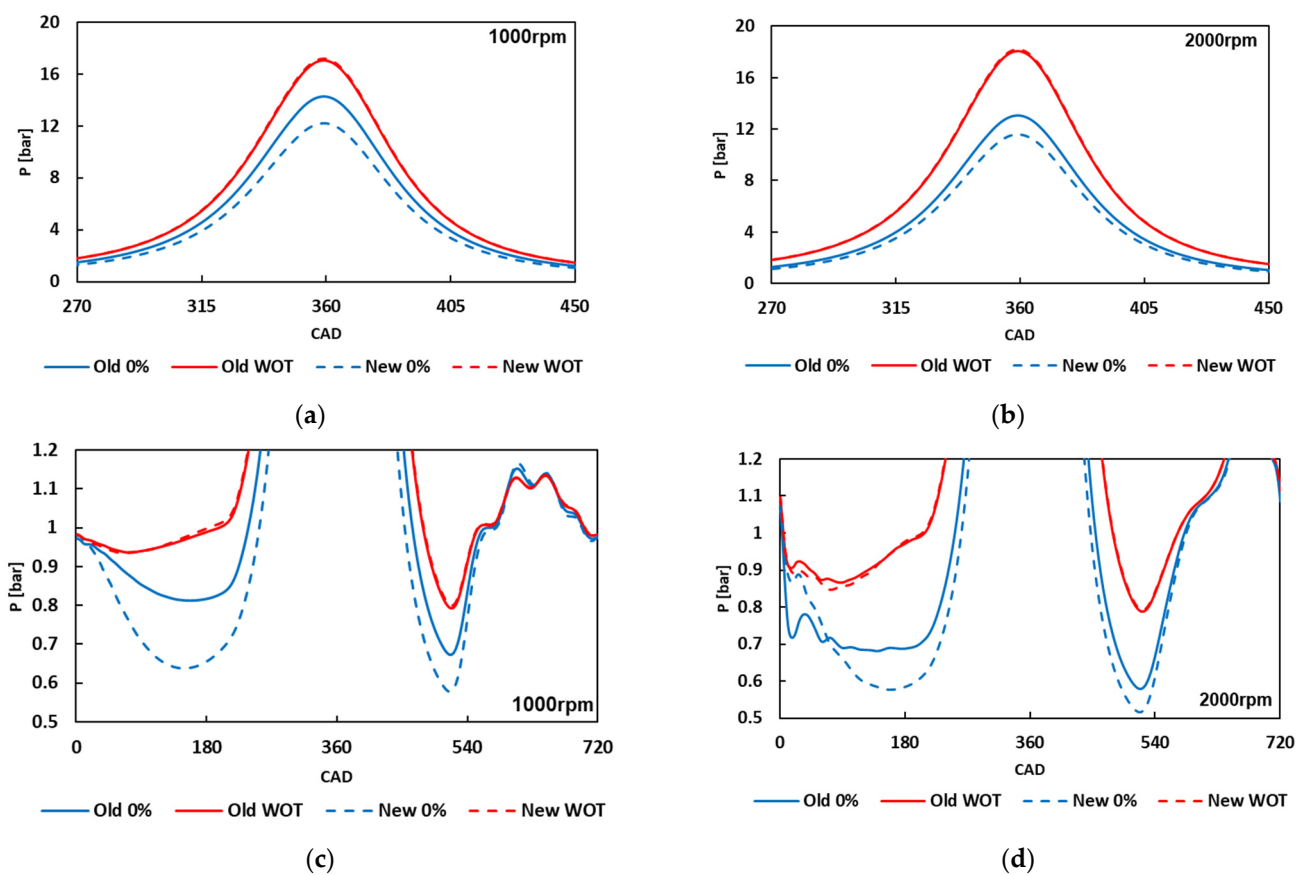 20
16
12
8
4
0
P [bar]
1000rpm
270 315 360 405 450
CAD
Old 0% Old WOT New 0% New WOT
(a)
20
16
12
8
4
0
P [bar]
2000rpm
270 315 360 405 450
CAD
Old 0% Old WOT New 0% New WOT
(b)
1.2
1.1
1
0.9
0.8
0.7
0.6
0.5
P [bar]
1000rpm
0 180 360 540 720
CAD
Old 0% Old WOT New 0% New WOT
(c)
1.2
1.1
1
0.9
0.8
0.7
0.6
0.5
P [bar]
2000rpm
0 180 360 540 720
CAD
Old 0% Old WOT New 0% New WOT
(d)